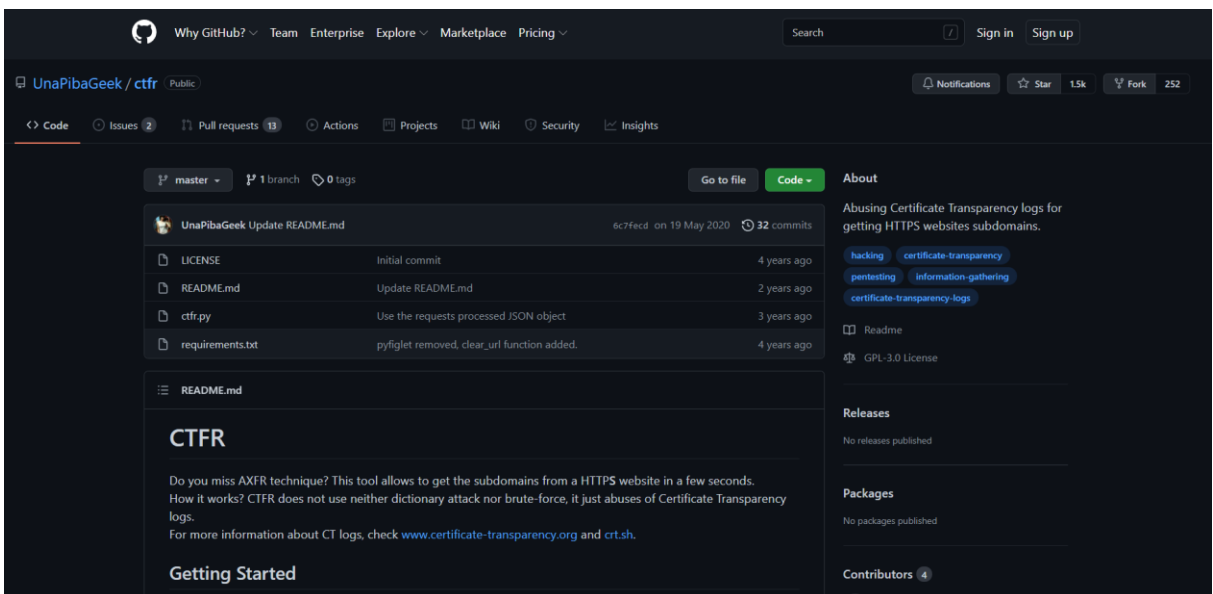 Why GitHub? Team Enterprise Explore Marketplace Pricing Search / Sign in Sign up
UnaPibaGeek / ctfr Public Notifications Star 1.5k Fork 252
Code Issues 2 Pull requests 13 Actions Projects Wiki Security Insights
master 1 branch 0 tags Go to file Code
UnaPibaGeek Update README.md 6c7fecd on 19 May 2020 32 commits
LICENSE Initial commit 4 years ago
README.md Update README.md 2 years ago
ctfr.py Use the requests processed JSON object 3 years ago
requirements.txt pyfiglet removed, clear_url function added. 4 years ago
README.md
CTFR
Do you miss AXFR technique? This tool allows to get the subdomains from a HTTPS website in a few seconds.
How it works? CTFR does not use neither dictionary attack nor brute-force, it just abuses of Certificate Transparency
logs.
For more information about CT logs, check www.certificate-transparency.org and crt.sh.
Getting Started
About
Abusing Certificate Transparency logs for
getting HTTPS websites subdomains.
hacking certificate-transparency
pentesting information-gathering
certificate-transparency-logs
Readme
GPL-3.0 License
Releases
No releases published
Packages
No packages published
Contributors 4